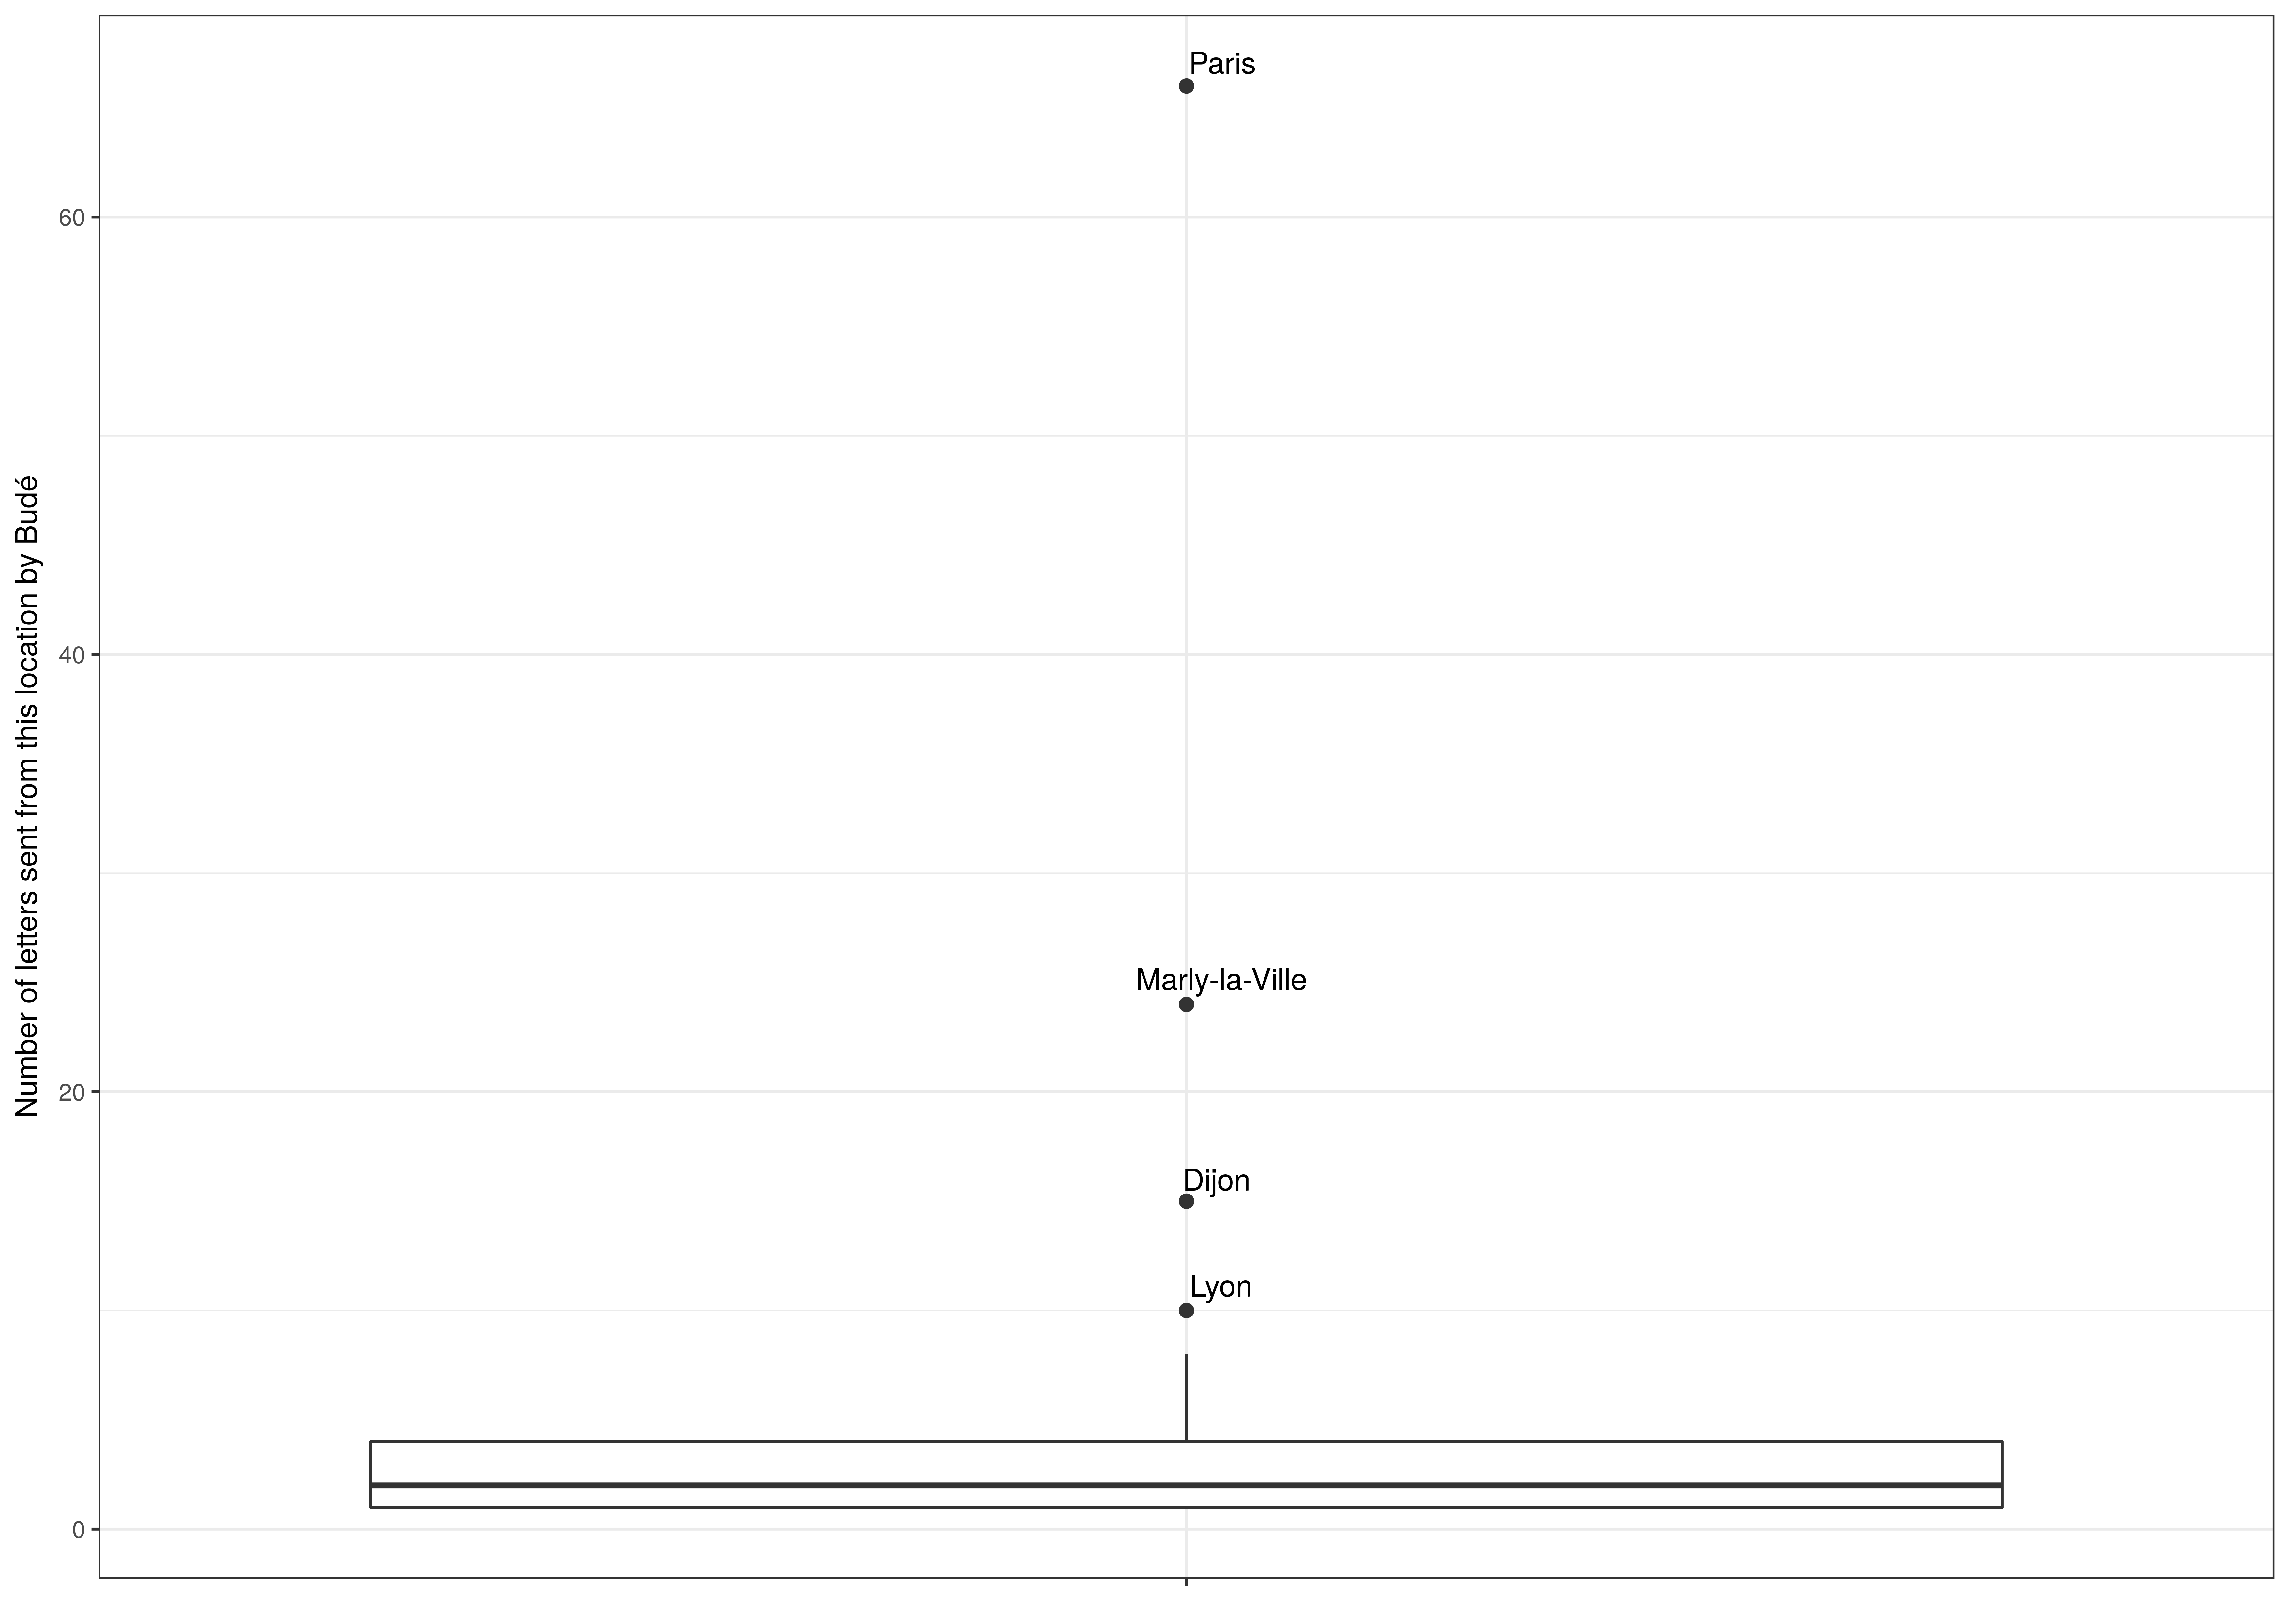 Number of letters sent from this location by Budé
60
40
20
0
Paris
Marly-la-Ville
Dijon
Lyon